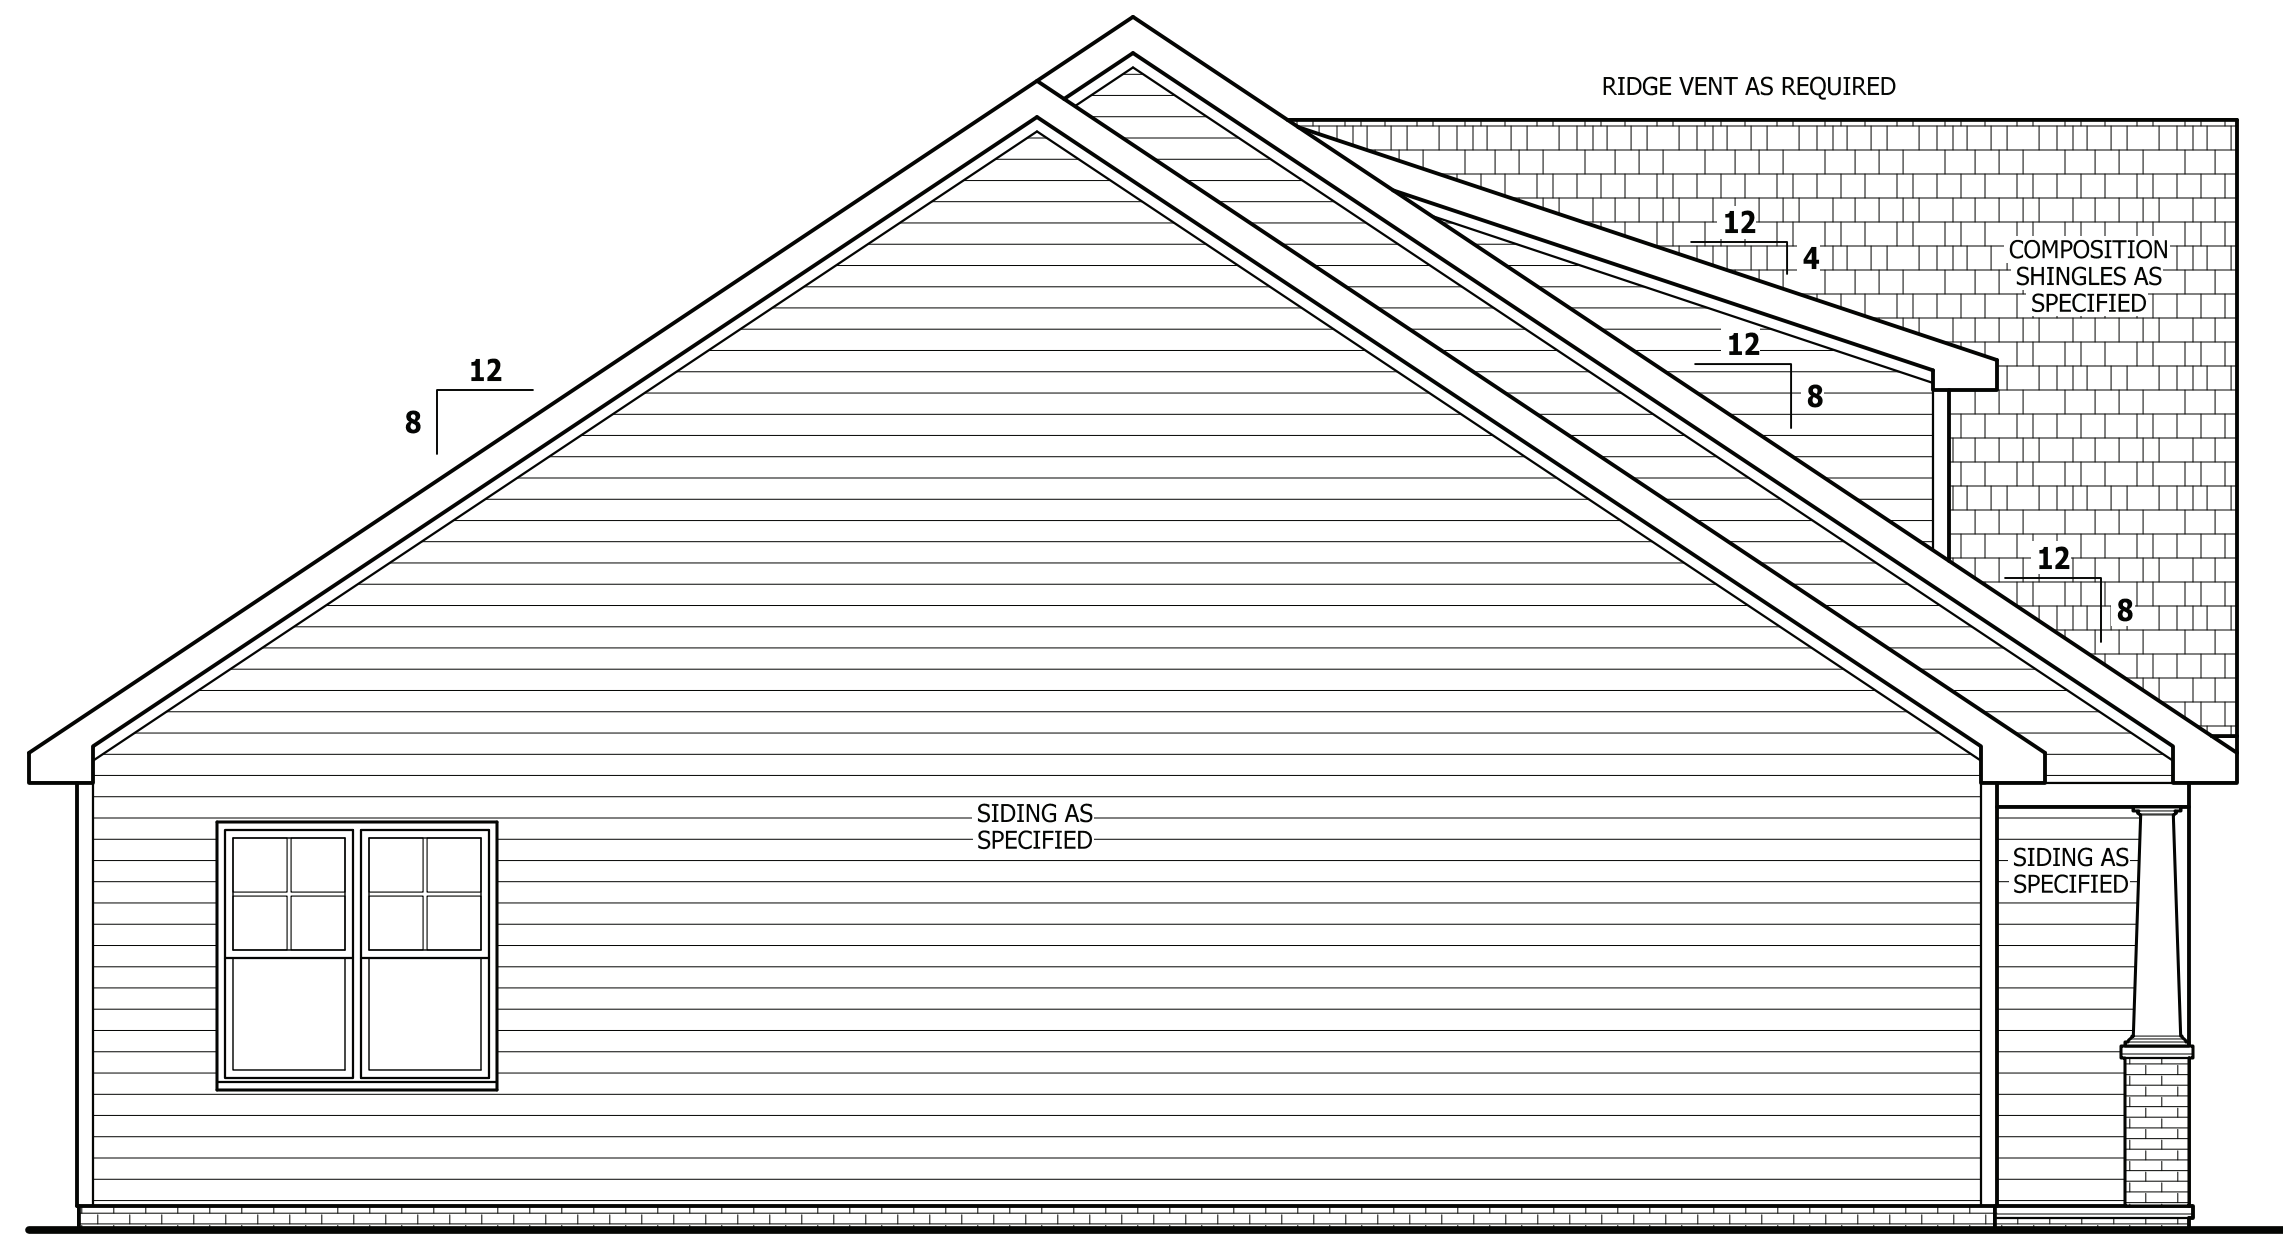 RIDGE VENT AS REQUIRED
12
4
COMPOSITION
SHINGLES AS
SPECIFIED
12
8
12
8
12
8
SIDING AS
SPECIFIED
SIDING AS
SPECIFIED